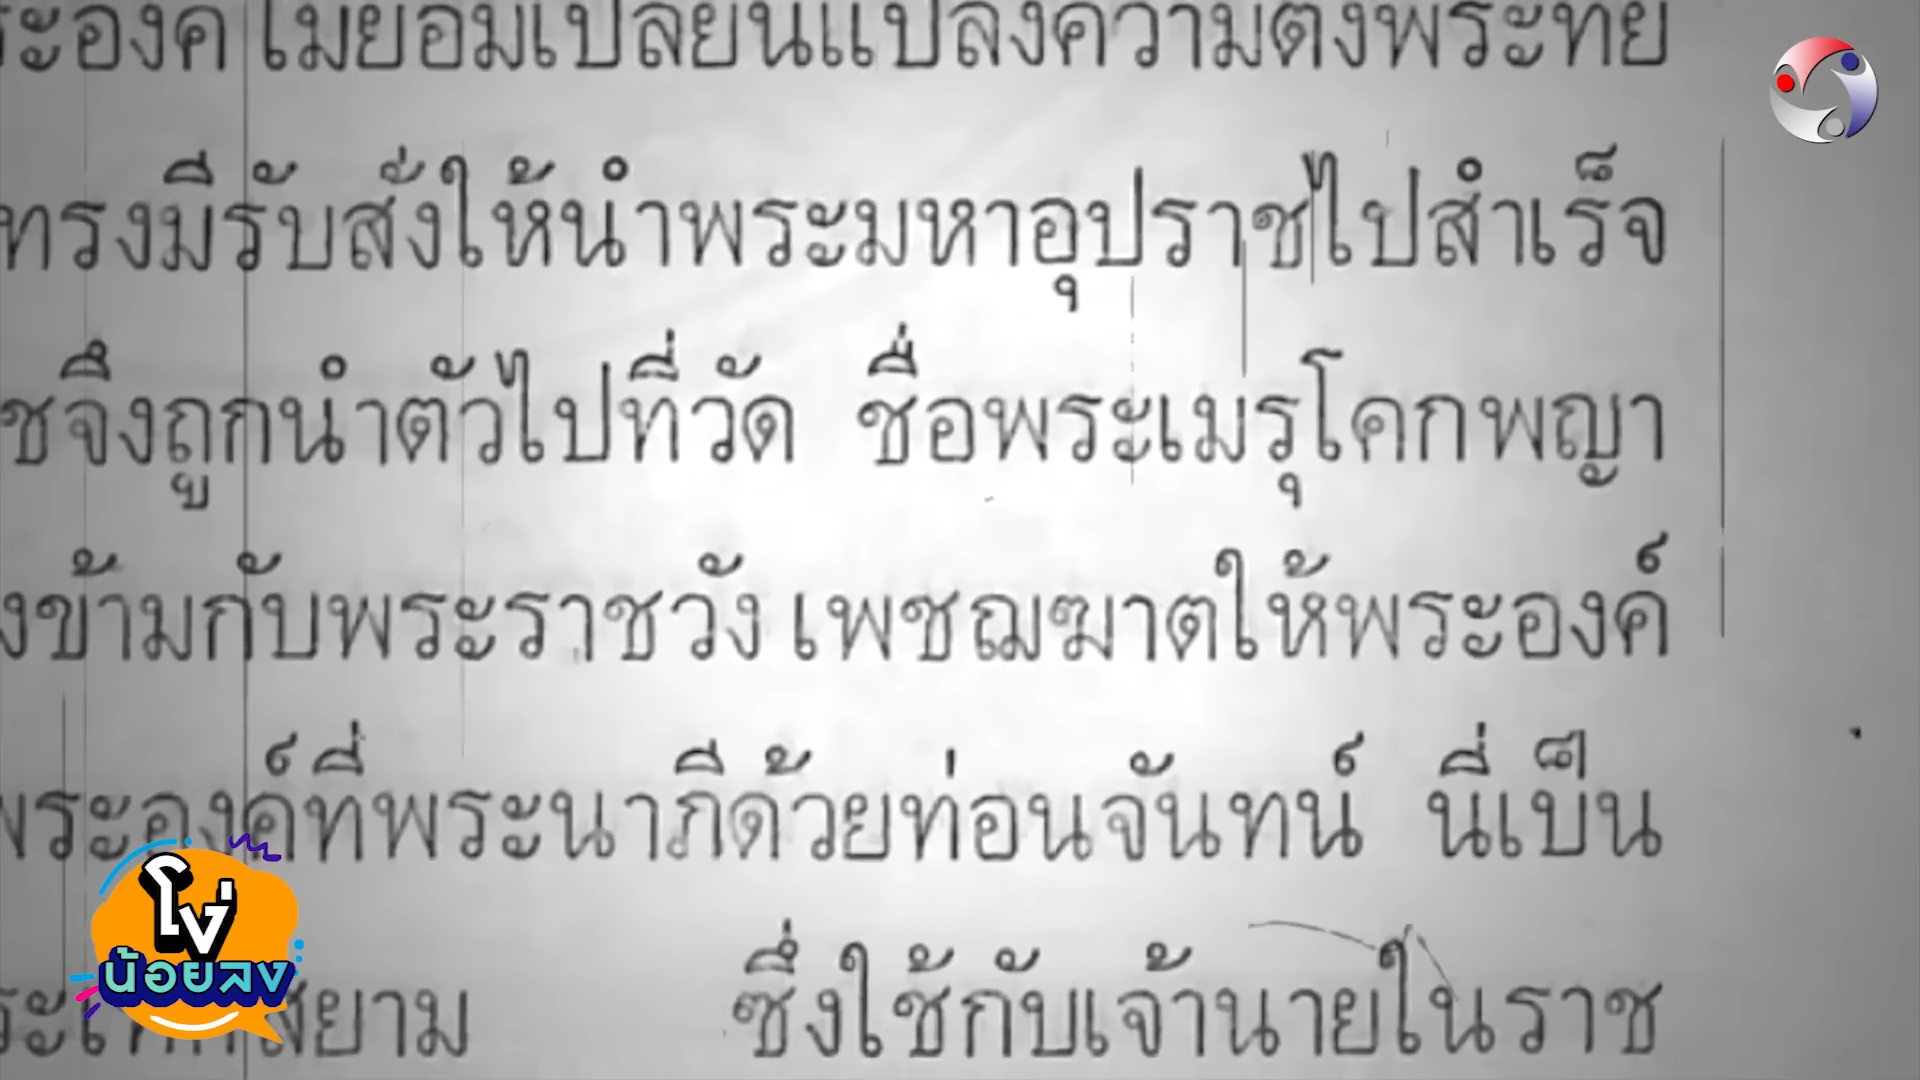 ระองค์ ไม่ยอมเปลี่ยนแปลงความตั้งพระทัย
ทรงมีรับสั่งให้นำพระมหาอุปราชไปสำเร็จ
ชจึงถูกนำตัวไปที่วัด ชื่อพระเมรุโคกพญา
งข้ามกับพระราชวัง เพชฌฆาตให้พระองค์
พระองค์ที่พระนาภีด้วยท่อนจันทน์ นี่เป็น
สยาม ซึ่งใช้กับเจ้านายในราช
โง่
น้อยลง